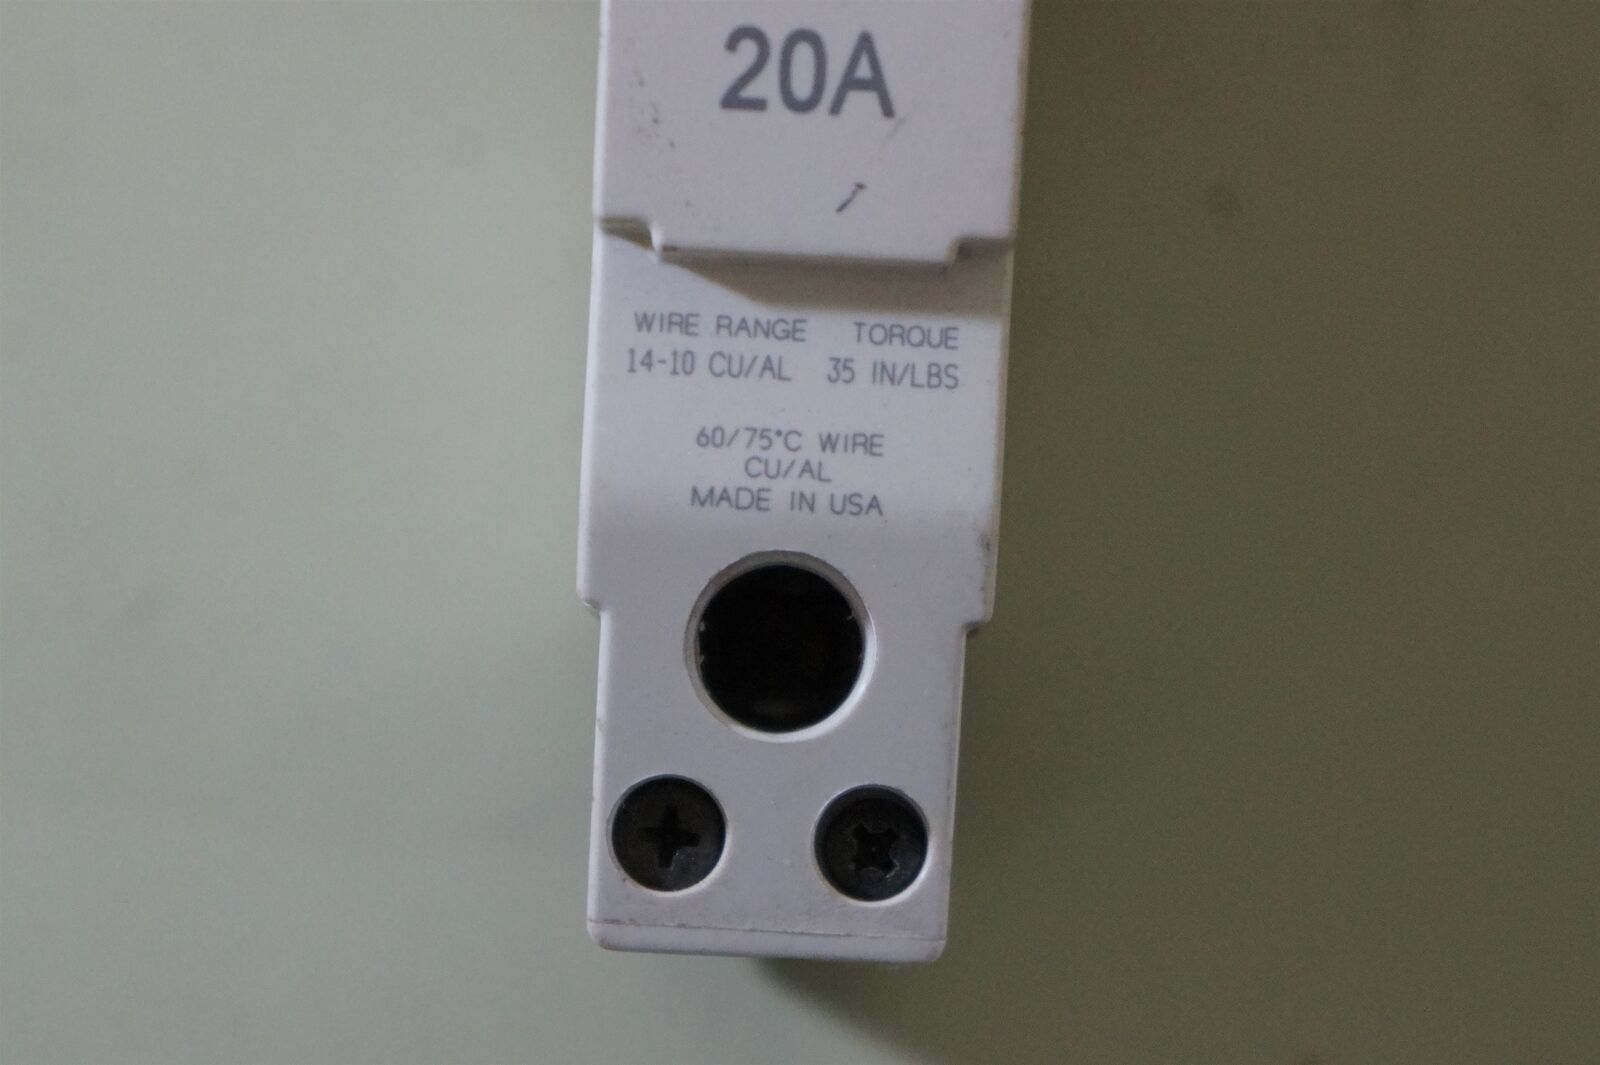 20A
WIRE RANGE TORQUE
14-10 CU/AL 35 IN/LBS
60/75°C WIRE
CU/AL
MADE IN USA